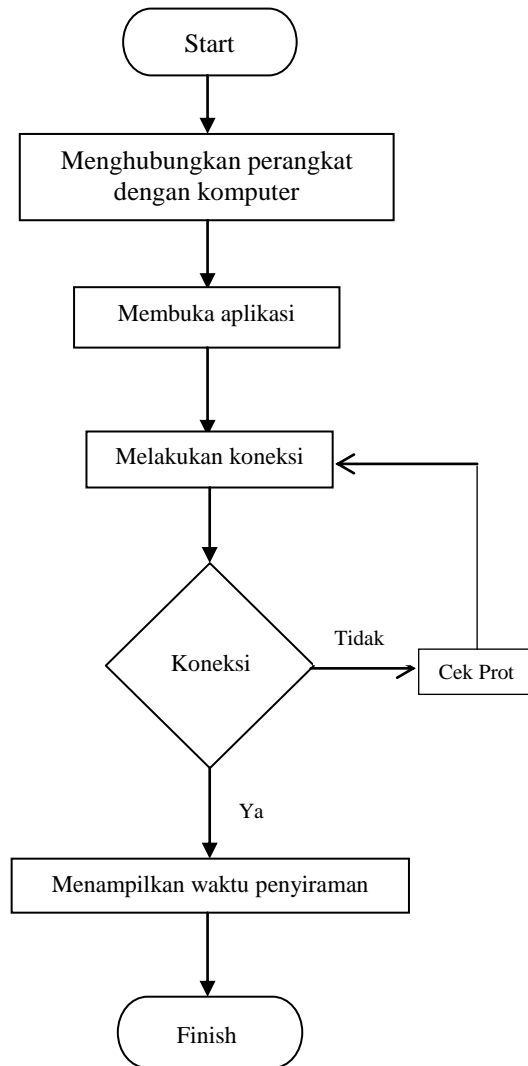 Start
Menghubungkan perangkat
dengan komputer
Membuka aplikasi
Melakukan koneksi
Koneksi
Tidak
Cek Prot
Ya
Menampilkan waktu penyiraman
Finish